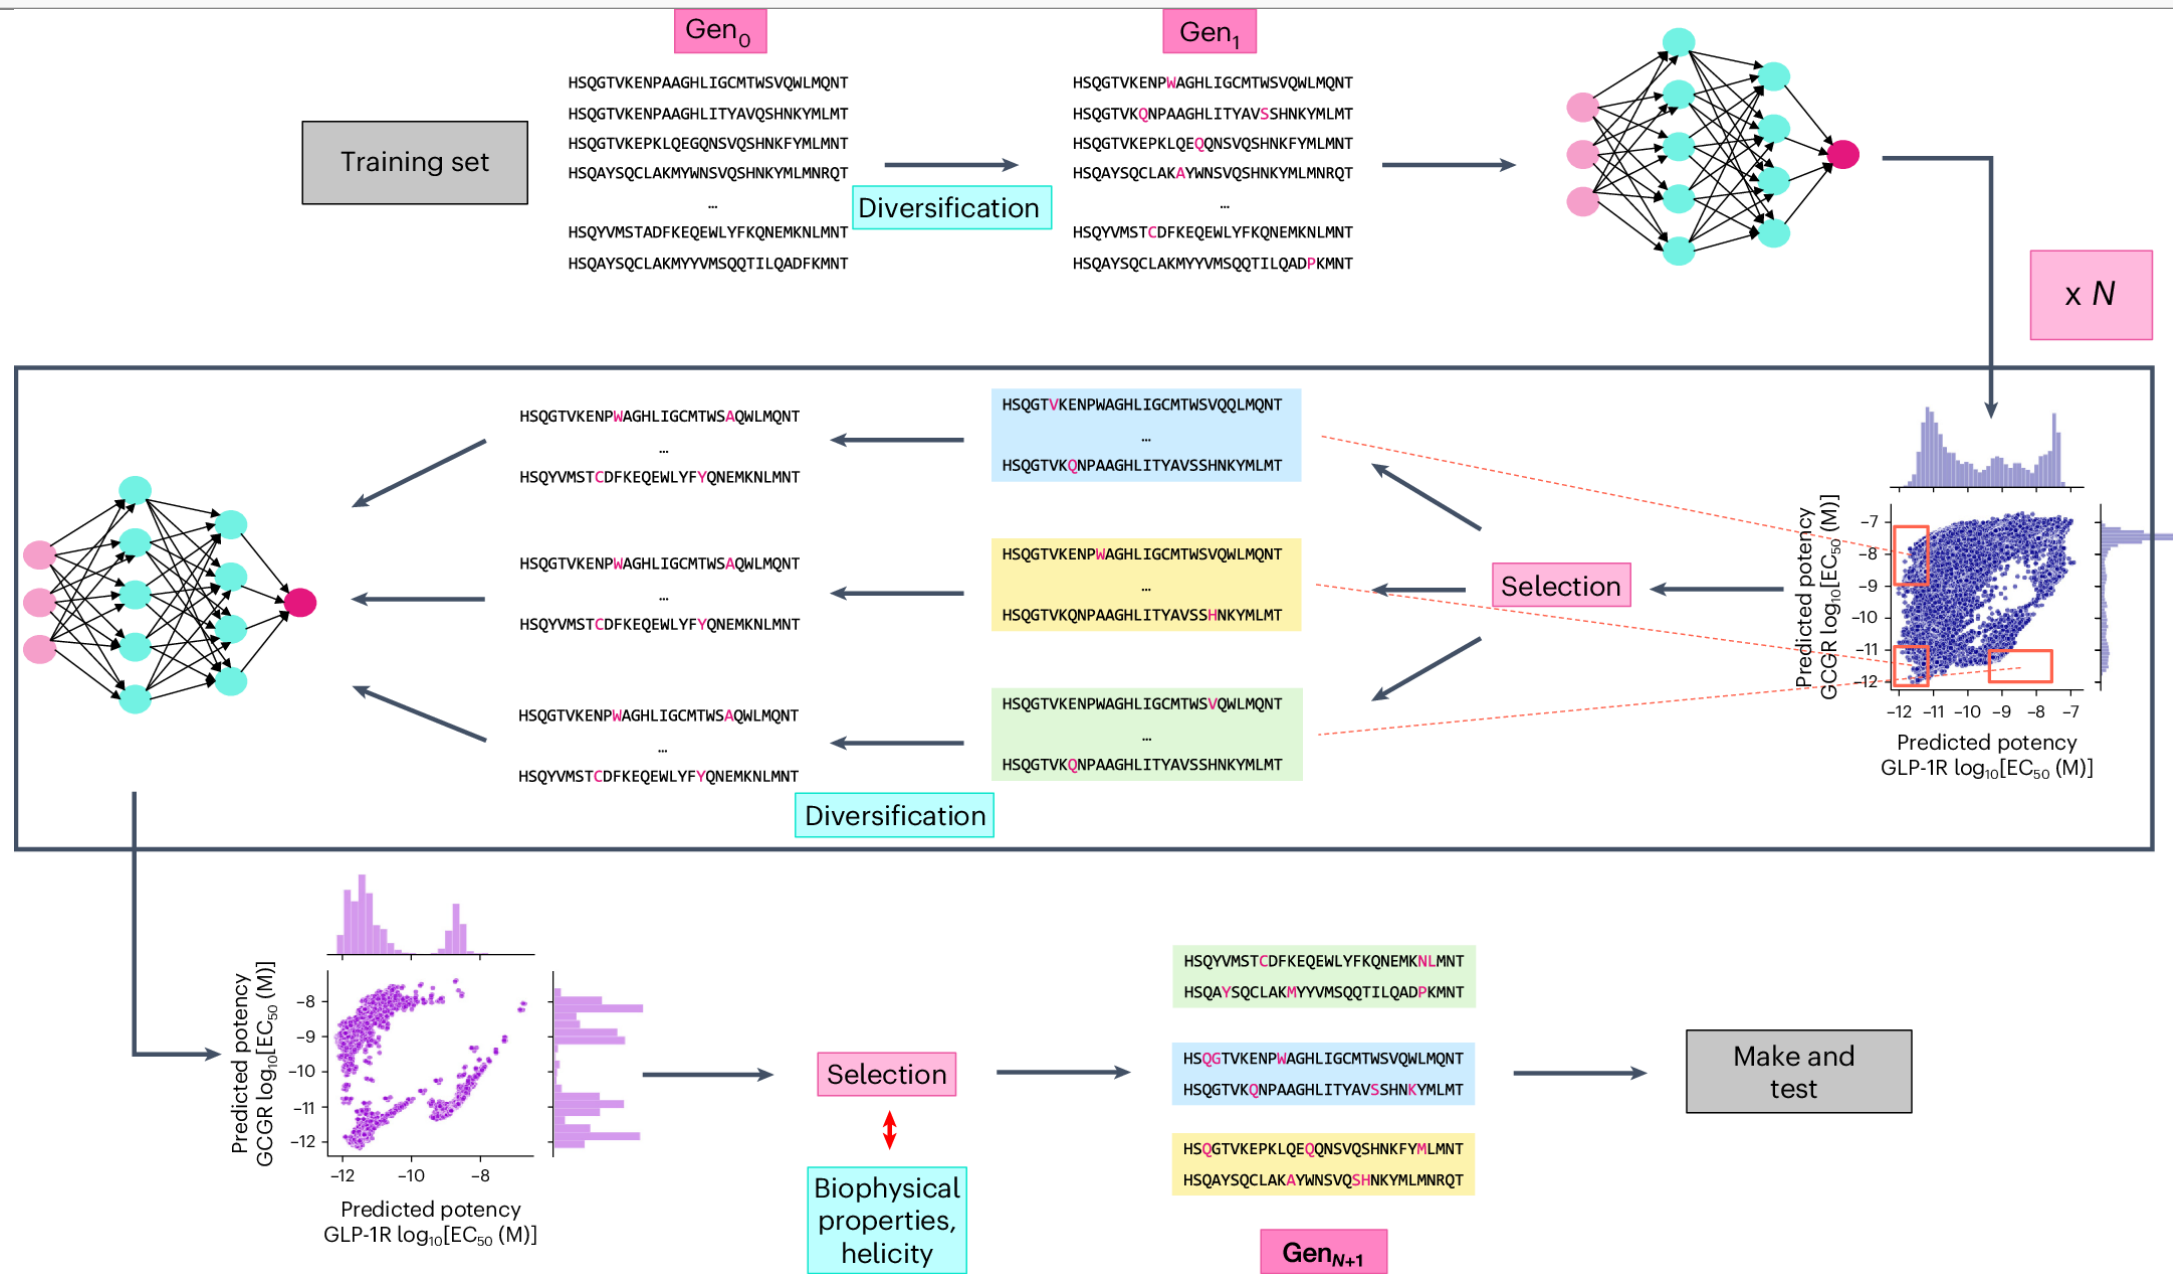 Gen0
Gen1
Training set
HSQGTVKENPAAGHLIGCMTWSVQWLMQNT
HSQGTVKENPAAGHLITYAVQSHNKYMLMT
HSQGTVKEPKLQEGQNSVQSHNKFYMLMNT
HSQAYSQCLAKMYWNSVQSHNKYMLMNRQT
...
HSQYVMSTADFKEQEWLYFKQNEMKNLMNT
HSQAYSQCLAKMYYVMSQQTILQADFKMNT
Diversification
HSQGTVKENPWAGHLIGCMTWSVQWLMQNT
HSQGTVKQNPAAGHLITYAVSSHNKYMLMT
HSQGTVKEPKLQEQQNSVQSHNKFYMLMNT
HSQAYSQCLAKAYWNSVQSHNKYMLMNRQT
...
HSQYVMSTCDFKEQEWLYFKQNEMKNLMNT
HSQAYSQCLAKMYYVMSQQTILQADPKMNT
x N
HSQGTVKENPWAGHLIGCMTWSAQWLMQNT
...
HSQYVMSTCDFKEQEWLYFYQNEMKNLMNT
HSQGTVKENPWAGHLIGCMTWSVQQLMQNT
...
HSQGTVKQNPAAGHLITYAVSSHNKYMLMT
HSQGTVKENPWAGHLIGCMTWSAQWLMQNT
...
HSQYVMSTCDFKEQEWLYFYQNEMKNLMNT
HSQGTVKENPWAGHLIGCMTWSVQWLMQNT
...
HSQGTVKQNPAAGHLITYAVSSHNKYMLMT
Selection
HSQGTVKENPWAGHLIGCMTWSAQWLMQNT
...
HSQYVMSTCDFKEQEWLYFYQNEMKNLMNT
HSQGTVKENPWAGHLIGCMTWSVQWLMQNT
...
HSQGTVKQNPAAGHLITYAVSSHNKYMLMT
Diversification
Predicted potency
GCGR log10[EC50 (M)]
−7
−8
−9
−10
−11
−12
−12 −11 −10 −9 −8 −7
Predicted potency
GLP-1R log10[EC50 (M)]
Predicted potency
GCGR log10[EC50 (M)]
−8
−9
−10
−11
−12
−12 −10 −8
Predicted potency
GLP-1R log10[EC50 (M)]
Selection
Biophysical
properties,
helicity
HSQYVMSTCDFKEQEWLYFKQNEMKNLMNT
HSQAYSQCLAKMYYVMSQQTILQADPKMNT
HSQGTVKENPWAGHLIGCMTWSVQWLMQNT
HSQGTVKQNPAAGHLITYAVSSHNKYMLMT
HSQGTVKEPKLQEQQNSVQSHNKFYMLMNT
HSQAYSQCLAKAYWNSVQSHNKYMLMNRQT
GenN+1
Make and
test